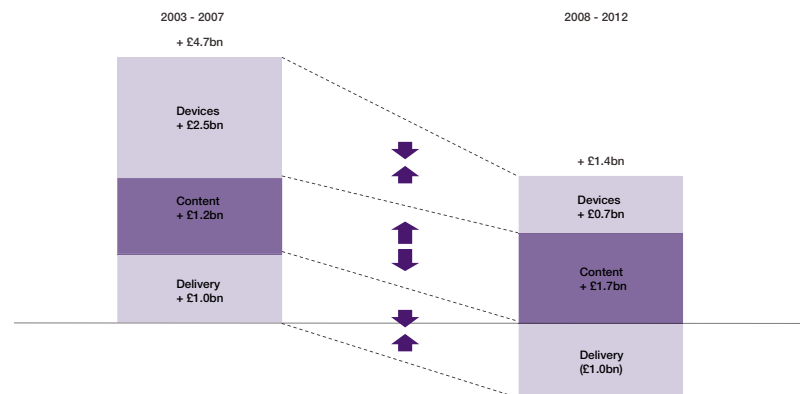 2003 - 2007
+ £4.7bn
Devices
+ £2.5bn
Content
+ £1.2bn
Delivery
+ £1.0bn
2008 - 2012
+ £1.4bn
Devices
+ £0.7bn
Content
+ £1.7bn
Delivery
(£1.0bn)